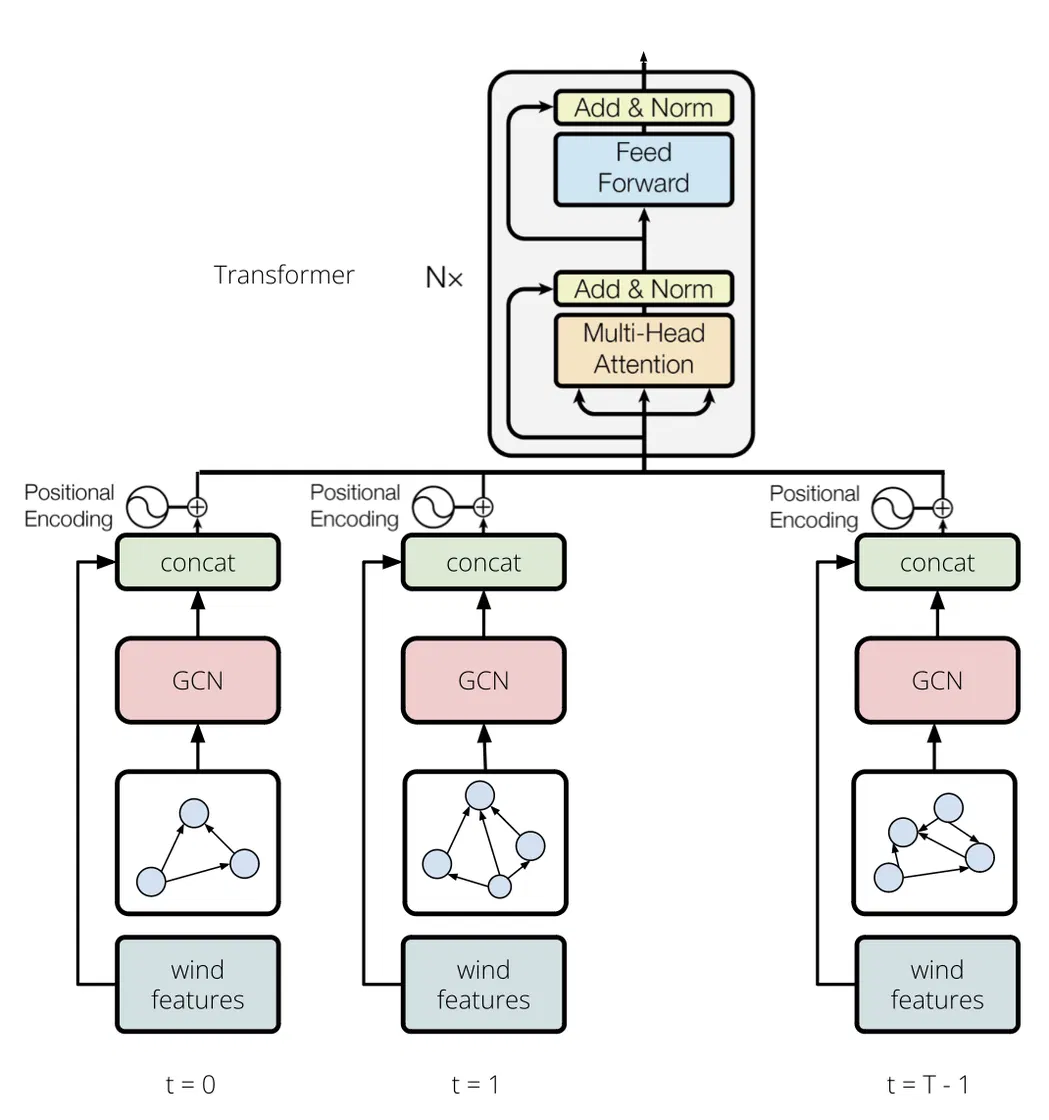 Add & Norm
Feed
Forward
Transformer
N×
Add & Norm
Multi-Head
Attention
Positional
Encoding
Positional
Encoding
Positional
Encoding
concat
concat
concat
GCN
GCN
GCN
wind
features
wind
features
wind
features
t = 0
t = 1
t = T - 1